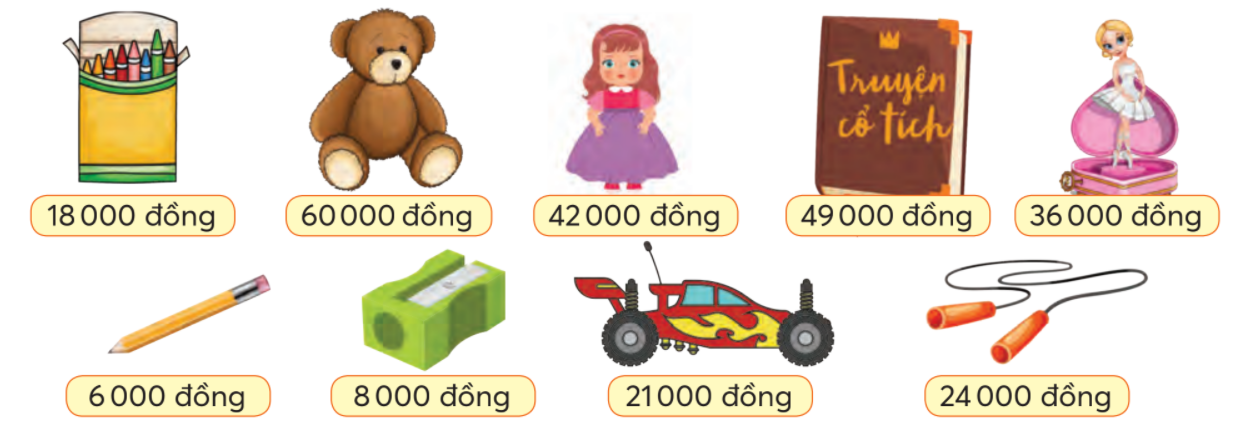 Truyện
cổ tích
18 000 đồng
60 000 đồng
42 000 đồng
49 000 đồng
36 000 đồng
6 000 đồng
8 000 đồng
21 000 đồng
24 000 đồng